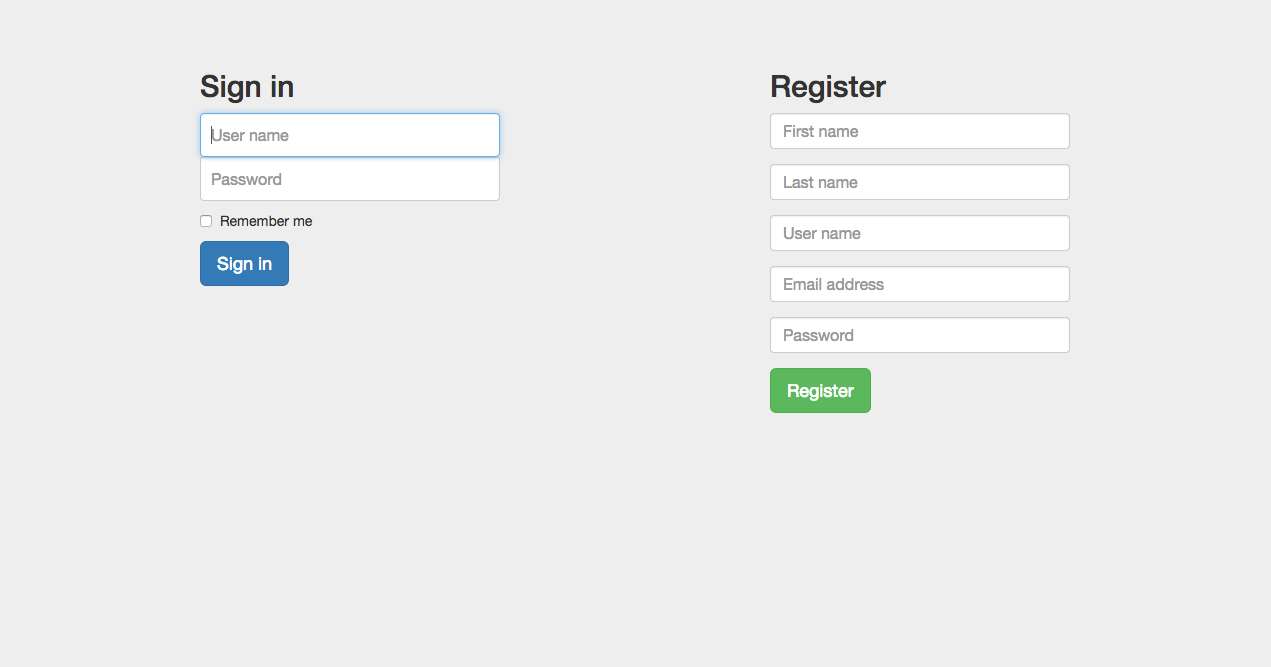 Sign in
User name
Password
Remember me
Sign in
Register
First name
Last name
User name
Email address
Password
Register